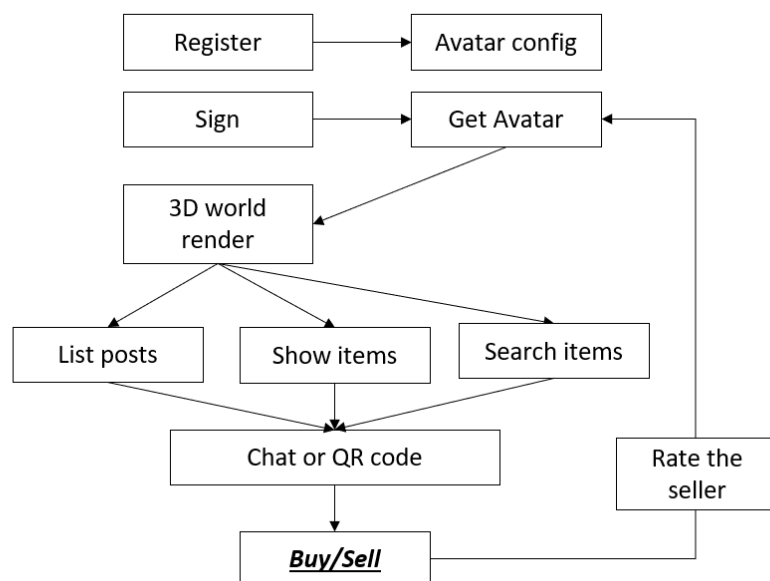 Register
Avatar config
Sign
Get Avatar
3D world
render
List posts
Show items
Search items
Chat or QR code
Rate the
seller
Buy/Sell